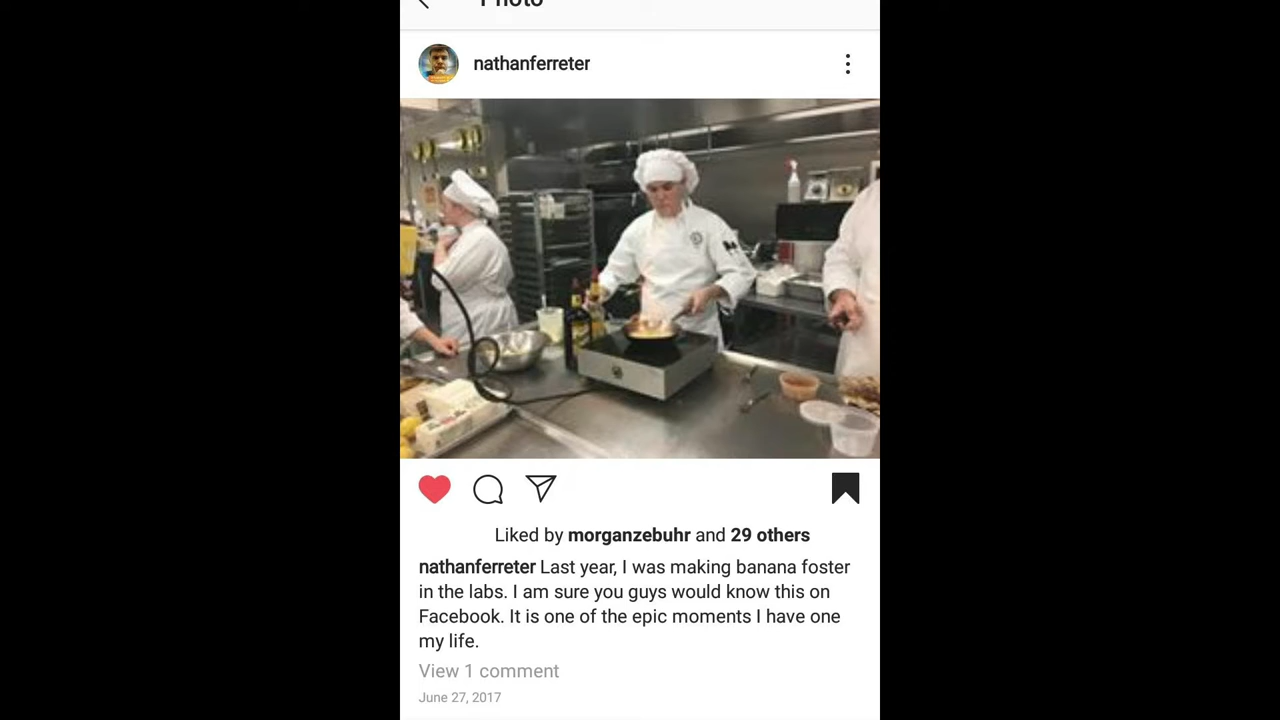 Photo
nathanferreter
Liked by morganzebuhr and 29 others
nathanferreter Last year, I was making banana foster
in the labs. I am sure you guys would know this on
Facebook. It is one of the epic moments I have one
my life.
View 1 comment
June 27, 2017